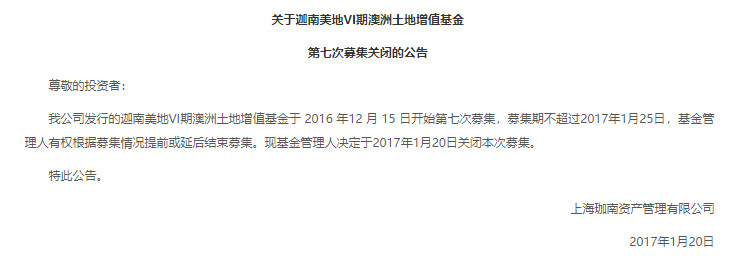 关于迦南美地VI期澳洲土地增值基金
第七次募集关闭的公告
尊敬的投资者：
我公司发行的迦南美地VI期澳洲土地增值基金于 2016 年12 月 15 日开始第七次募集，募集期不超过2017年1月25日，基金管
理人有权根据募集情况提前或延后结束募集。现基金管理人决定于2017年1月20日关闭本次募集。
特此公告。
上海珈南资产管理有限公司
2017年1月20日